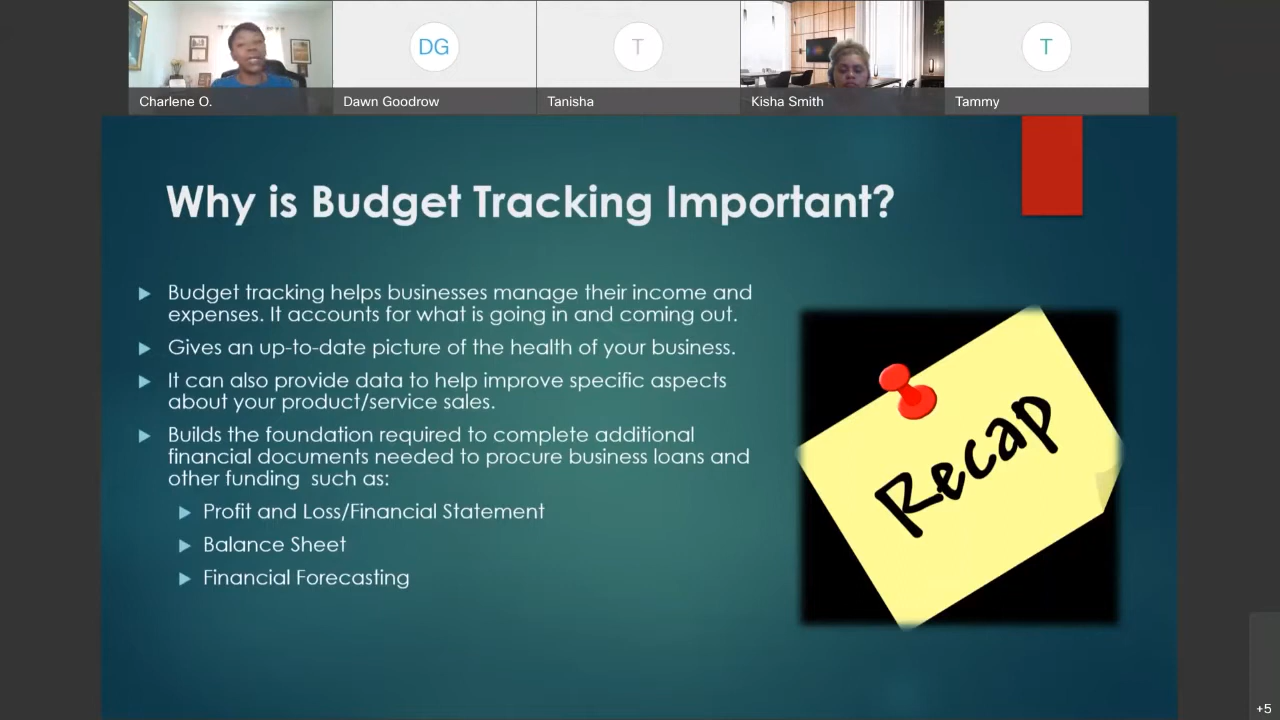 DG
T
T
Charlene O.
Dawn Goodrow
Tanisha
Kisha Smith
Tammy
Why is Budget Tracking Important?
Budget tracking helps businesses manage their income and
expenses. It accounts for what is going in and coming out.
Gives an up-to-date picture of the health of your business.
It can also provide data to help improve specific aspects
about your product/service sales.
Builds the foundation required to complete additional
financial documents needed to procure business loans and
other funding  such as:
Profit and Loss/Financial Statement
Balance Sheet
Financial Forecasting
Recap
+5